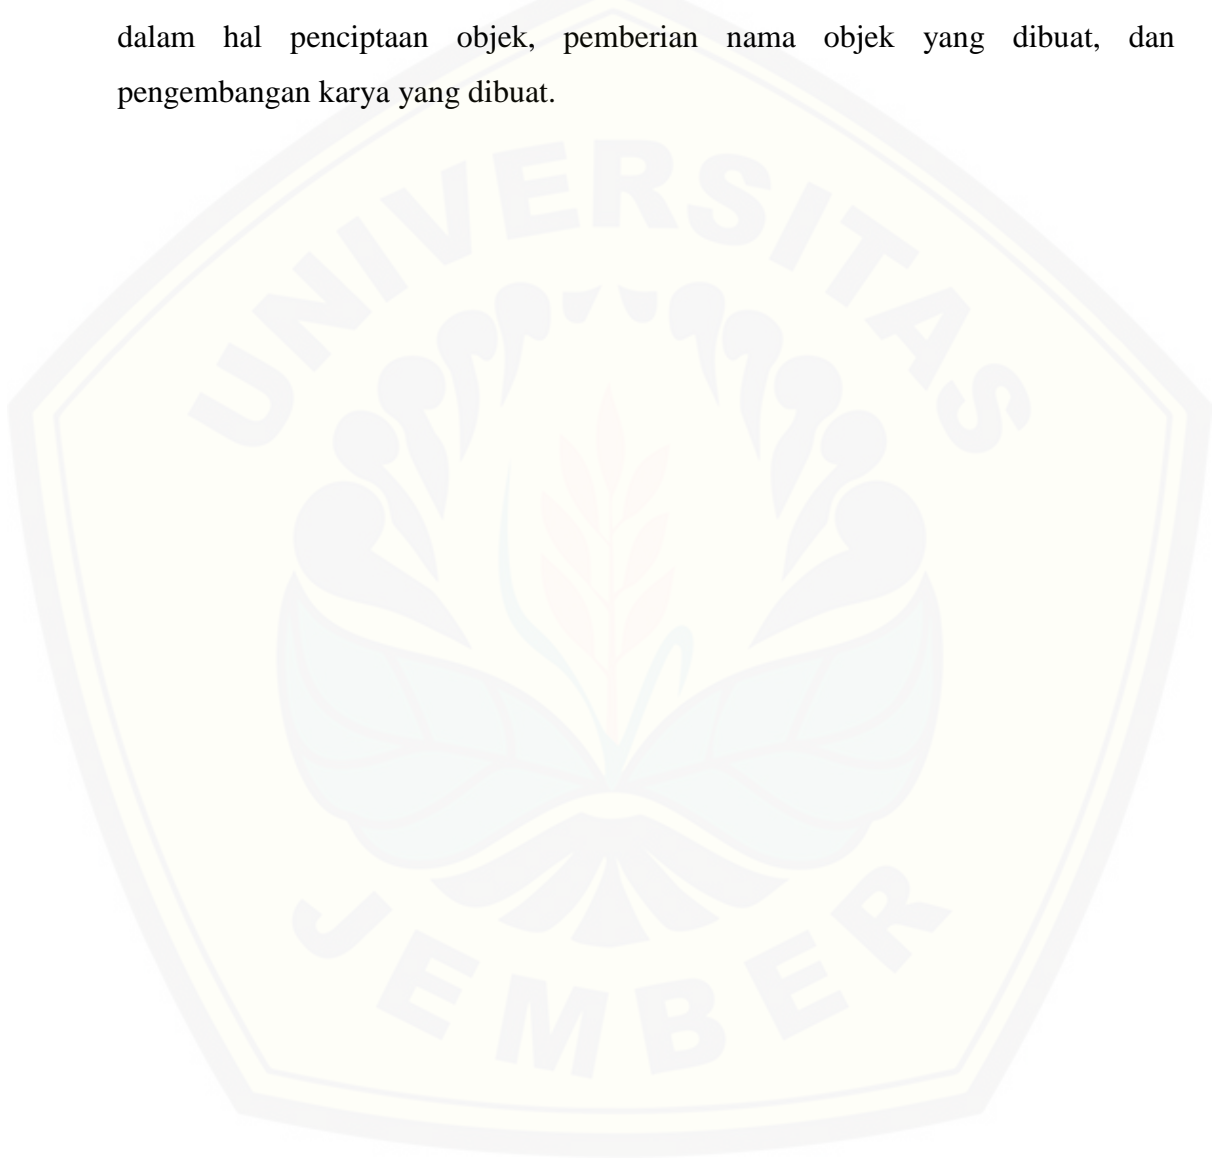 dalam hal penciptaan objek, pemberian nama objek yang dibuat, dan
pengembangan karya yang dibuat.
UNIVERSITAS
JEMBER